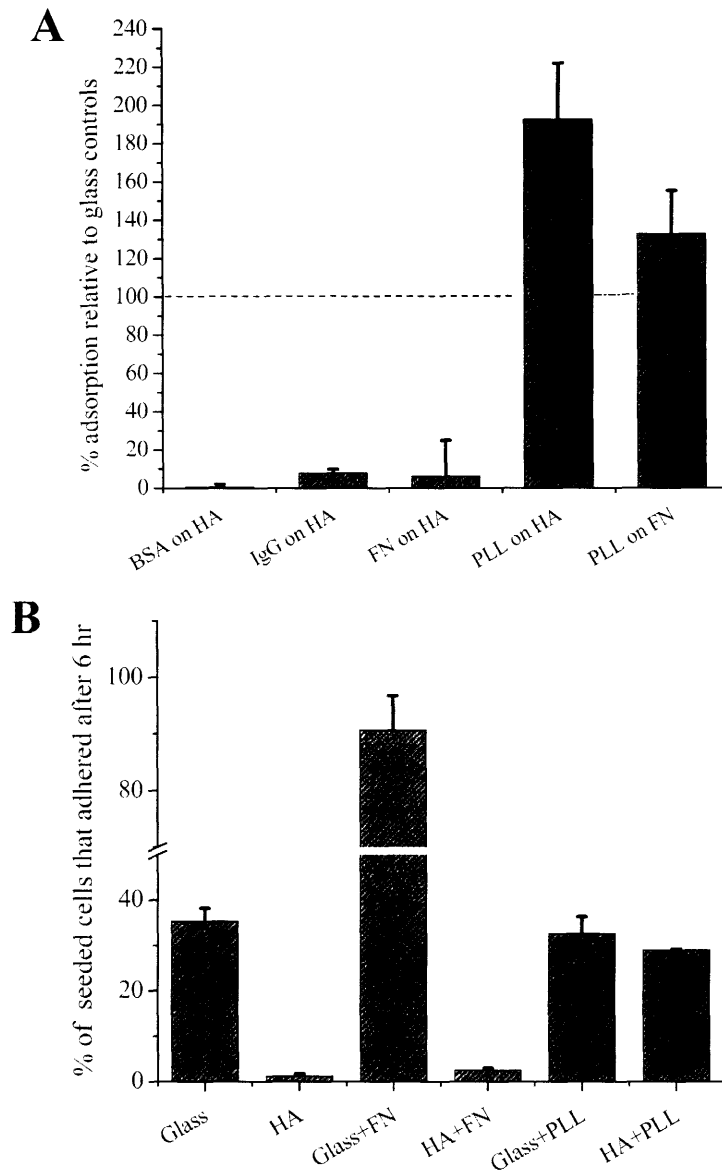 A
% adsorption relative to glass controls
240
220
200
180
160
140
120
100
80
60
40
20
0
BSA on HA
IgG on HA
FN on HA
PLL on HA
PLL on FN
B
% of seeded cells that adhered after 6 hr
100
80
40
20
0
Glass
HA
Glass+FN
HA+FN
Glass+PLL
HA+PLL